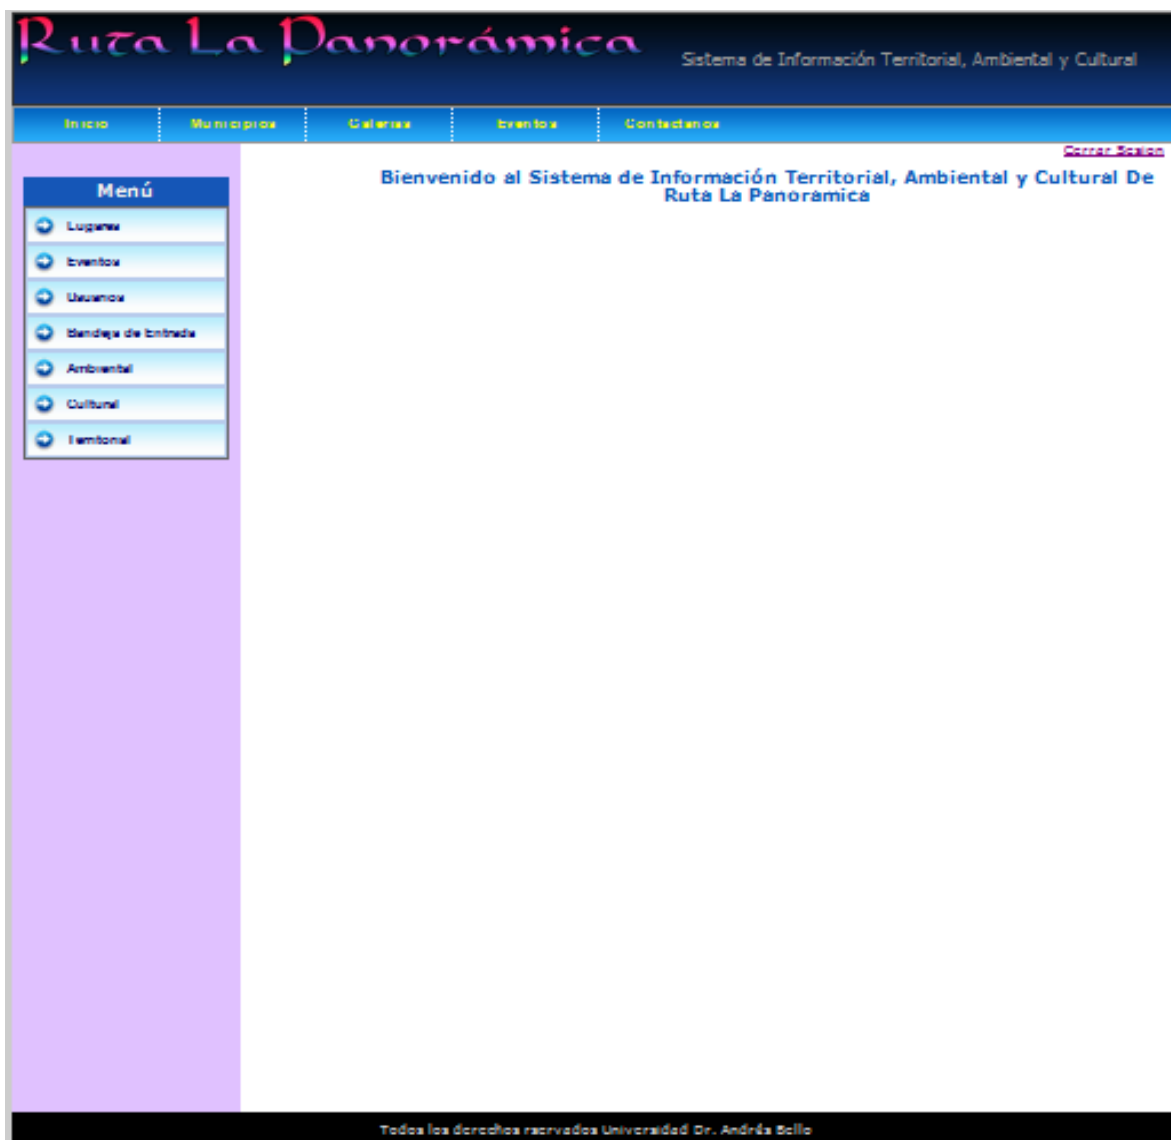 Ruta La Panorámica
Sistema de Información Territorial, Ambiental y Cultural
Inicio Municipios Galerias Eventos Contactanos
Cerrar Sesion
Bienvenido al Sistema de Información Territorial, Ambiental y Cultural De
Ruta La Panoramica
Menú
Lugares
Eventos
Usuarios
Bandeja de Entrada
Ambiental
Cultural
Territorial
Todos los derechos reservados Universidad Dr. Andrés Bello